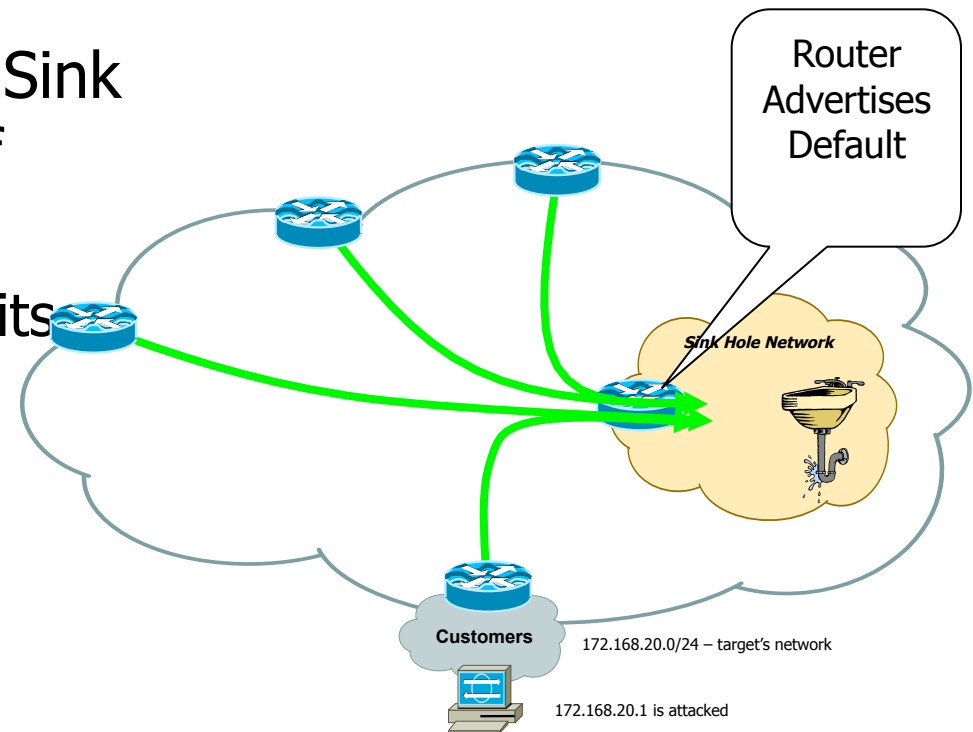 Sink
its
Router
Advertises
Default
Sink Hole Network
Customers
172.168.20.0/24 – target's network
172.168.20.1 is attacked